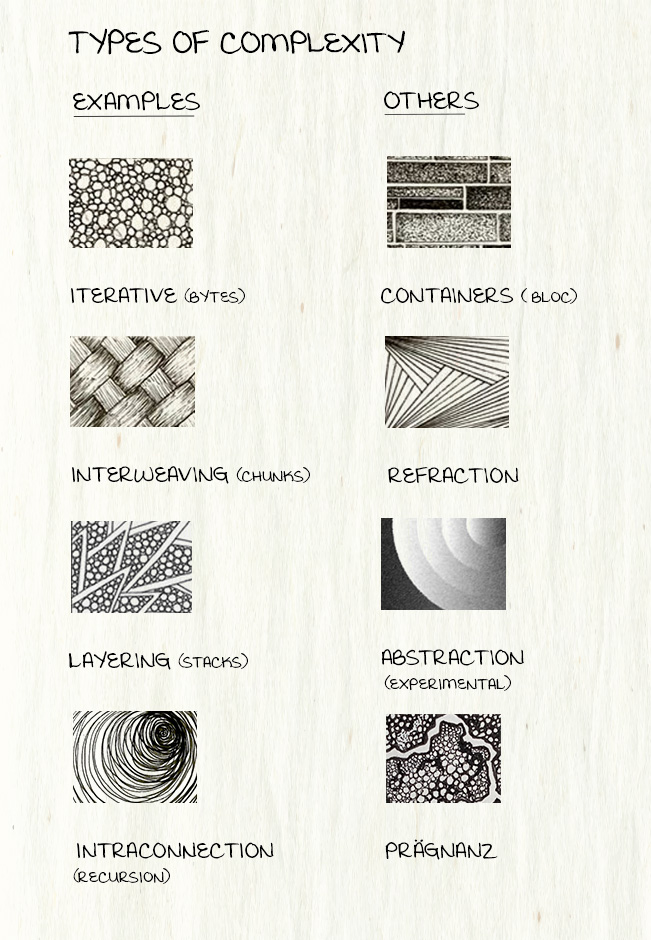 TYPES OF COMPLEXITY
EXAMPLES
ITERATIVE (BYTES)
INTERWEAVING (CHUNKS)
LAYERING (STACKS)
INTRACONNECTION
(RECURSION)
OTHERS
CONTAINERS ( BLOC)
REFRACTION
ABSTRACTION
(EXPERIMENTAL)
PRÄGNANZ